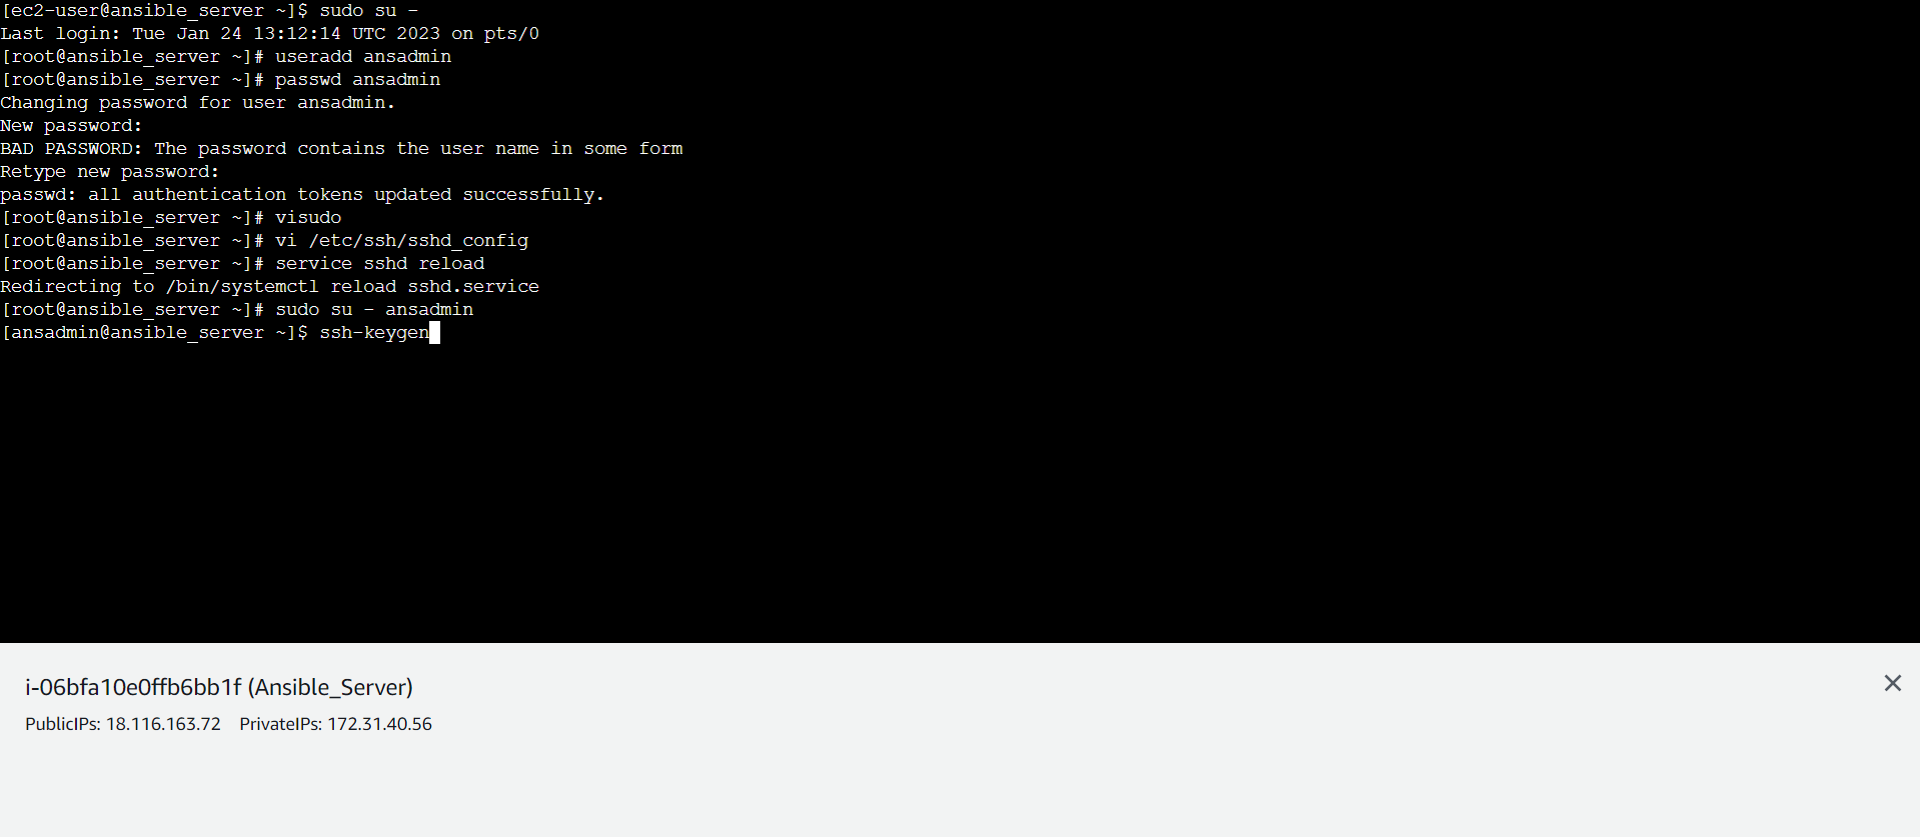 [ec2-user@ansible_server ~]$ sudo su -
Last login: Tue Jan 24 13:12:14 UTC 2023 on pts/0
[root@ansible_server ~]# useradd ansadmin
[root@ansible_server ~]# passwd ansadmin
Changing password for user ansadmin.
New password:
BAD PASSWORD: The password contains the user name in some form
Retype new password:
passwd: all authentication tokens updated successfully.
[root@ansible_server ~]# visudo
[root@ansible_server ~]# vi /etc/ssh/sshd_config
[root@ansible_server ~]# service sshd reload
Redirecting to /bin/systemctl reload sshd.service
[root@ansible_server ~]# sudo su - ansadmin
[ansadmin@ansible_server ~]$ ssh-keygen
i-06bfa10e0ffb6bb1f (Ansible_Server)
PublicIPs: 18.116.163.72 PrivateIPs: 172.31.40.56